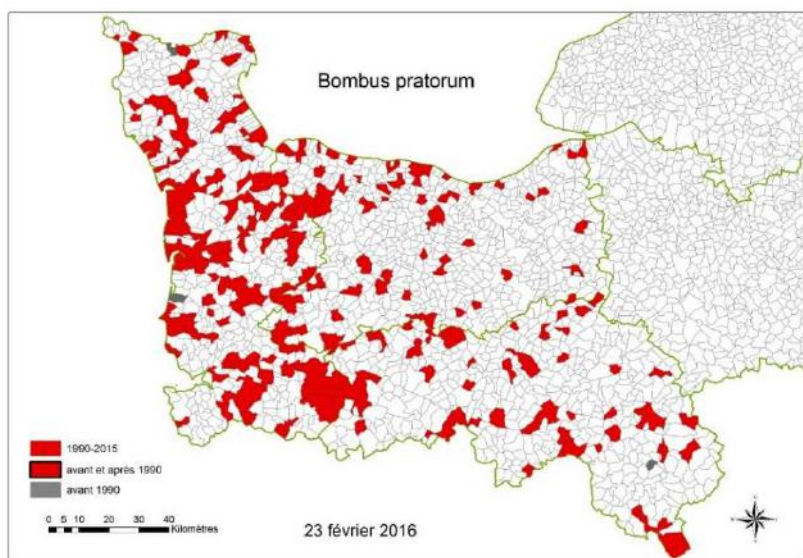 Bombus pratorum
1990-2015
avant et après 1990
avant 1990
0 5 10 20 30 40
Kilomètres
23 février 2016